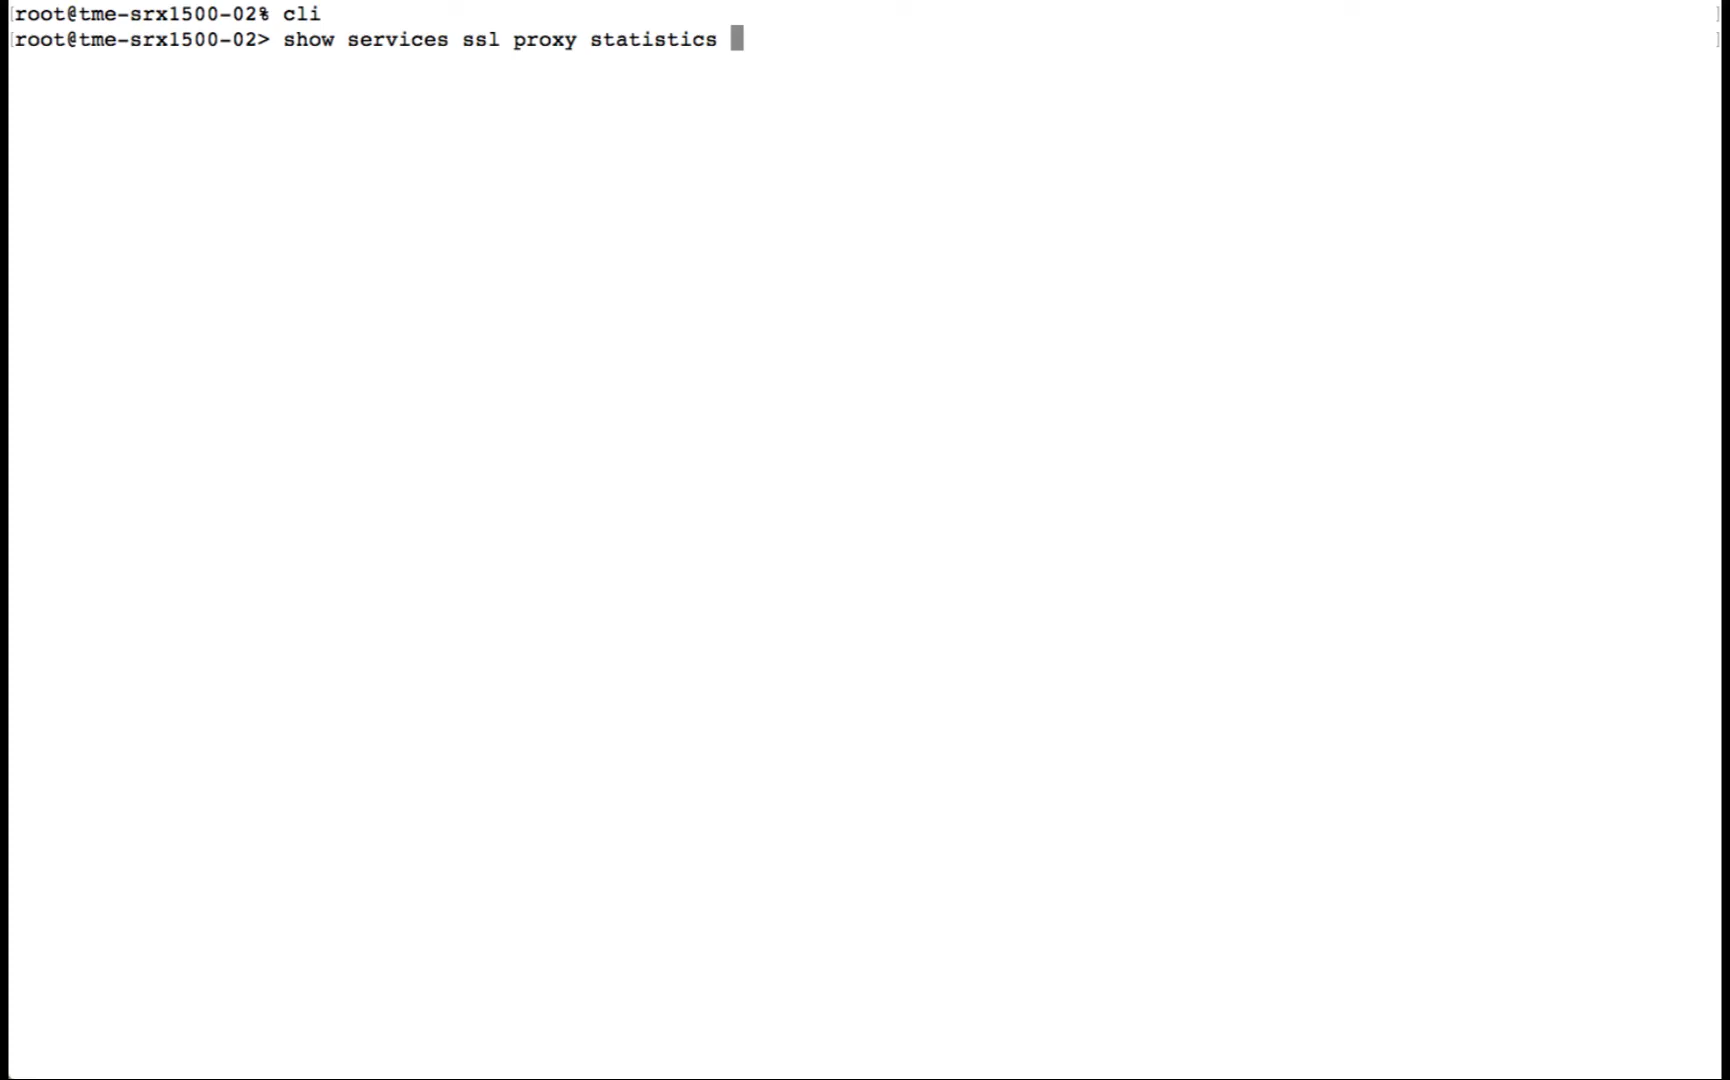 [root@tme-srx1500-02% cli ]
[root@tme-srx1500-02> show services ssl proxy statistics ]